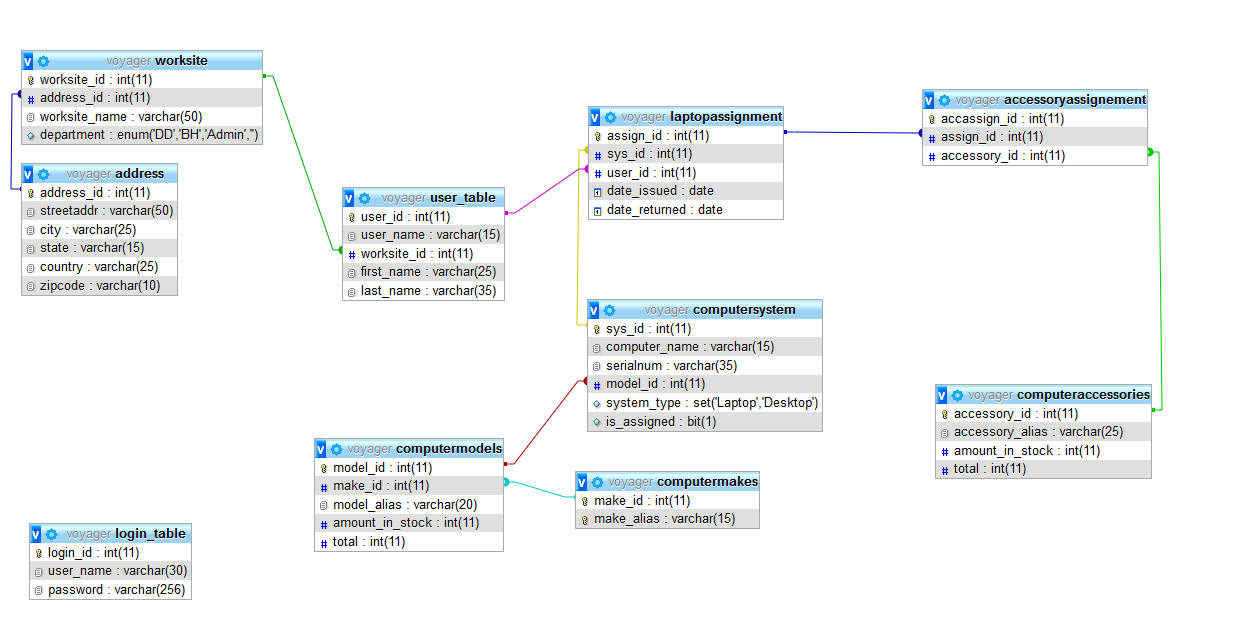 voyager worksite
worksite_id : int(11)
address_id : int(11)
worksite_name : varchar(50)
department : enum('DD','BH','Admin','')
voyager address
address_id : int(11)
streetaddr : varchar(50)
city : varchar(25)
state : varchar(15)
country : varchar(25)
zipcode : varchar(10)
voyager user_table
user_id : int(11)
user_name : varchar(15)
worksite_id : int(11)
first_name : varchar(25)
last_name : varchar(35)
voyager laptopassignment
assign_id : int(11)
sys_id : int(11)
user_id : int(11)
date_issued : date
date_returned : date
voyager accessoryassignement
accassign_id : int(11)
assign_id : int(11)
accessory_id : int(11)
voyager computersystem
sys_id : int(11)
computer_name : varchar(15)
serialnum : varchar(35)
model_id : int(11)
system_type : set('Laptop','Desktop')
is_assigned : bit(1)
voyager computeraccessories
accessory_id : int(11)
accessory_alias : varchar(25)
amount_in_stock : int(11)
total : int(11)
voyager computermodels
model_id : int(11)
make_id : int(11)
model_alias : varchar(20)
amount_in_stock : int(11)
total : int(11)
voyager computermakes
make_id : int(11)
make_alias : varchar(15)
voyager login_table
login_id : int(11)
user_name : varchar(30)
password : varchar(256)